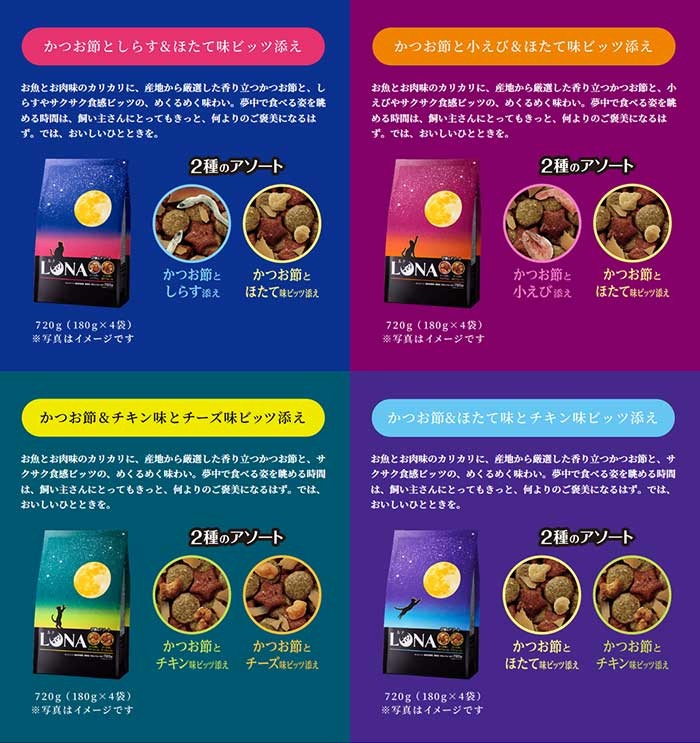 かつお節としらす&ほたて味ビッツ添え
お魚とお肉味のカリカリに、産地から厳選した香り立つかつお節と、し
らすやサクサク食感ビッツの、めくるめく味わい。夢中で食べる姿を眺
める時間は、飼い主さんにとってもきっと、何よりのご褒美になるは
ず。では、おいしいひとときを。
2種のアソート
LUNA
かつお節と
しらす添え
かつお節と
ほたて味ビッツ添え
720g(180g×4袋)
※写真はイメージです
かつお節と小えび&ほたて味ビッツ添え
お魚とお肉味のカリカリに、産地から厳選した香り立つかつお節と、小
えびやサクサク食感ビッツの、めくるめく味わい。夢中で食べる姿を眺
める時間は、飼い主さんにとってもきっと、何よりのご褒美になるは
ず。では、おいしいひとときを。
2種のアソート
LUNA
かつお節と
小えび添え
かつお節と
ほたて味ビッツ添え
720g(180g×4袋)
※写真はイメージです
かつお節&チキン味とチーズ味ビッツ添え
お魚とお肉味のカリカリに、産地から厳選した香り立つかつお節と、サ
クサク食感ビッツの、めくるめく味わい。夢中で食べる姿を眺める時間
は、飼い主さんにとってもきっと、何よりのご褒美になるはず。では、
おいしいひとときを。
2種のアソート
LUNA
かつお節と
チキン味ビッツ添え
かつお節と
チーズ味ビッツ添え
720g(180g×4袋)
※写真はイメージです
かつお節&ほたて味とチキン味ビッツ添え
お魚とお肉味のカリカリに、産地から厳選した香り立つかつお節と、サ
クサク食感ビッツの、めくるめく味わい。夢中で食べる姿を眺める時間
は、飼い主さんにとってもきっと、何よりのご褒美になるはず。では、
おいしいひとときを。
2種のアソート
LUNA
かつお節と
ほたて味ビッツ添え
かつお節と
チキン味ビッツ添え
720g(180g×4袋)
※写真はイメージです